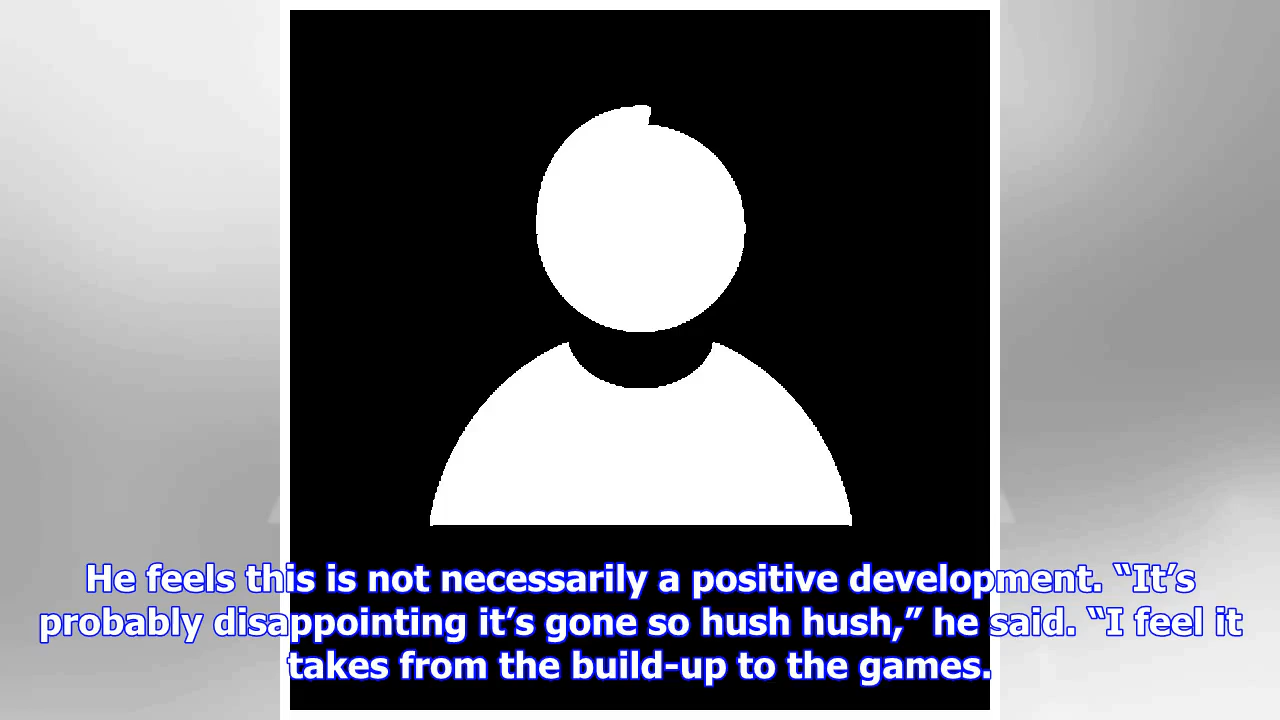 He feels this is not necessarily a positive development. “It’s
probably disappointing it’s gone so hush hush,” he said. “I feel it
takes from the build-up to the games.